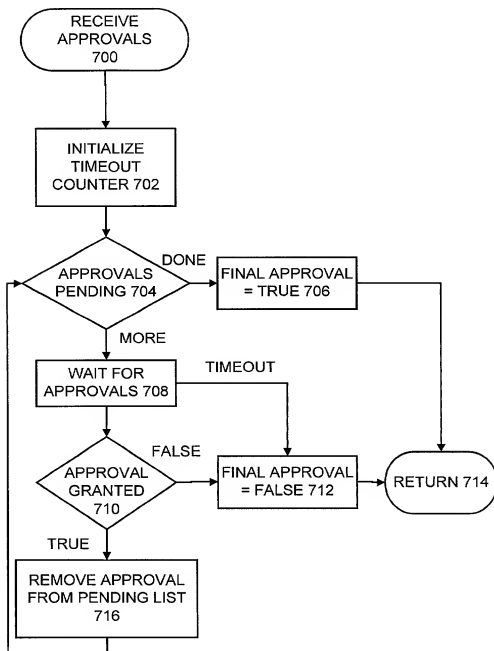 RECEIVE
APPROVALS
700
INITIALIZE
TIMEOUT
COUNTER 702
APPROVALS
PENDING 704
DONE
FINAL APPROVAL
= TRUE 706
MORE
WAIT FOR
APPROVALS 708
TIMEOUT
APPROVAL
GRANTED
710
FALSE
FINAL APPROVAL
= FALSE 712
RETURN 714
TRUE
REMOVE APPROVAL
FROM PENDING LIST
716